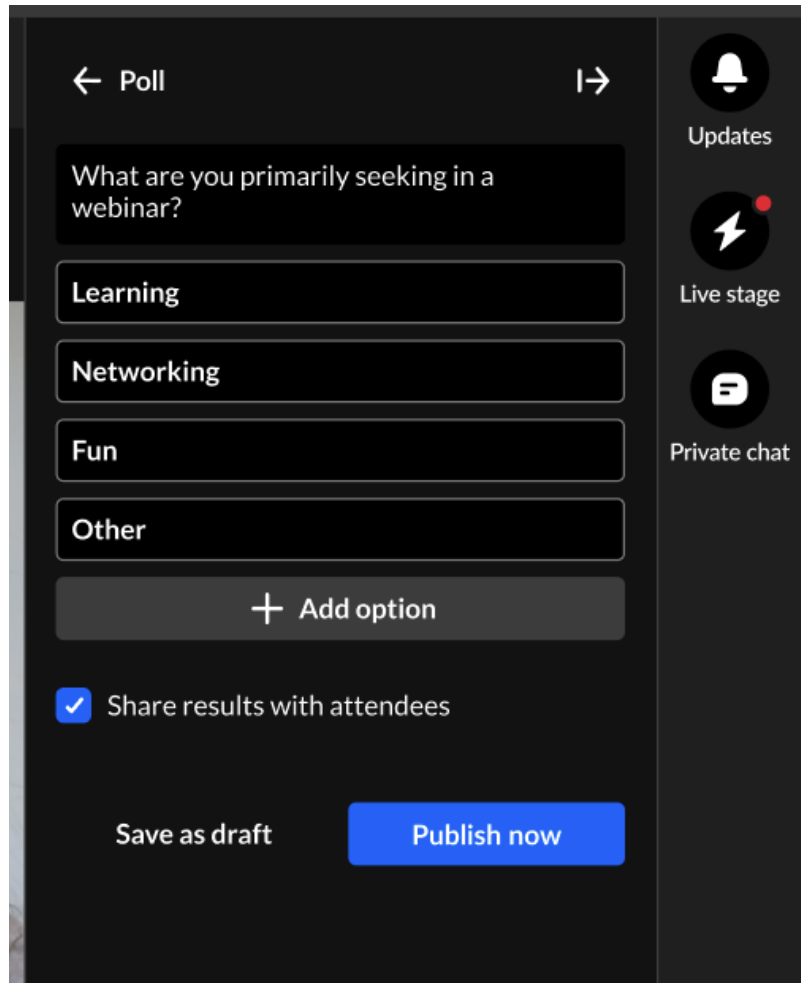 Poll
What are you primarily seeking in a
webinar?
Learning
Networking
Fun
Other
Add option
Share results with attendees
Save as draft
Publish now
Updates
Live stage
Private chat